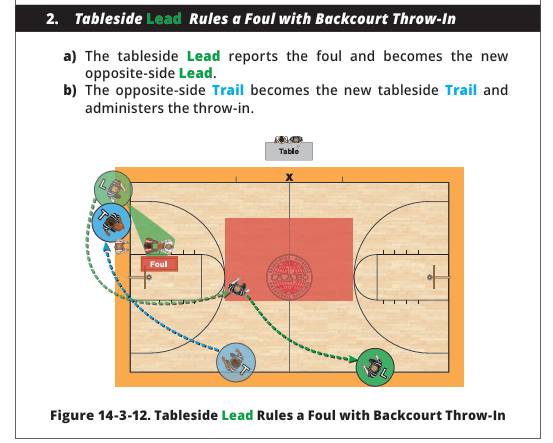 2. Tableside Lead Rules a Foul with Backcourt Throw-In
a) The tableside Lead reports the foul and becomes the new
opposite-side Lead.
b) The opposite-side Trail becomes the new tableside Trail and
administers the throw-in.
Table
X
L
T
Foul
T
L
Figure 14-3-12. Tableside Lead Rules a Foul with Backcourt Throw-In